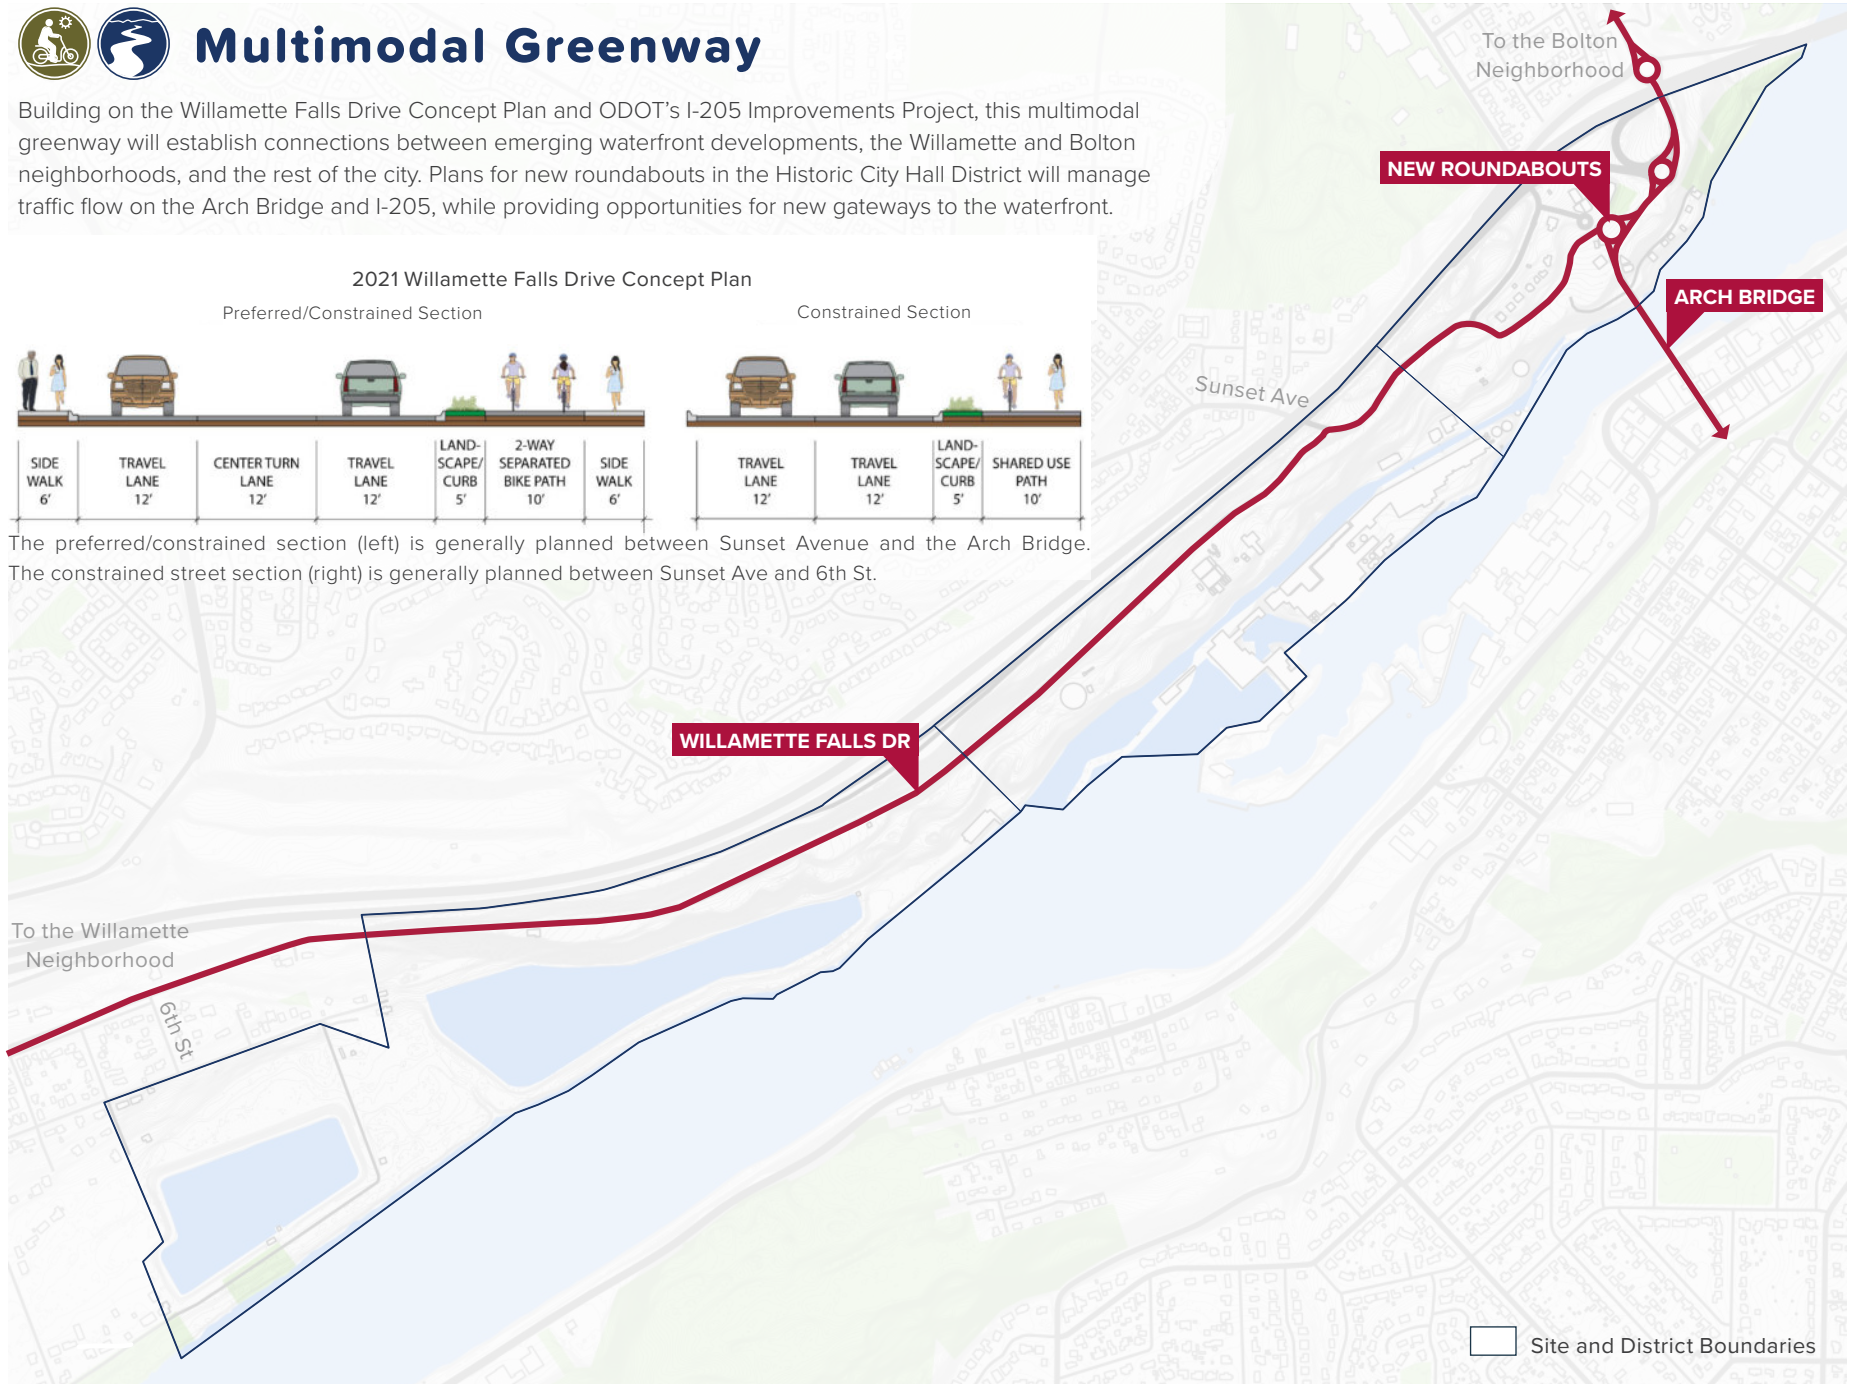 Multimodal Greenway
Building on the Willamette Falls Drive Concept Plan and ODOT's I-205 Improvements Project, this multimodal
greenway will establish connections between emerging waterfront developments, the Willamette and Bolton
neighborhoods, and the rest of the city. Plans for new roundabouts in the Historic City Hall District will manage
traffic flow on the Arch Bridge and I-205, while providing opportunities for new gateways to the waterfront.
2021 Willamette Falls Drive Concept Plan
Preferred/Constrained Section
SIDE
WALK
6'
TRAVEL
LANE
12'
CENTER TURN
LANE
12'
TRAVEL
LANE
12'
LAND-
SCAPE/
CURB
5'
2-WAY
SEPARATED
BIKE PATH
10'
SIDE
WALK
6'
Constrained Section
TRAVEL
LANE
12'
TRAVEL
LANE
12'
LAND-
SCAPE/
CURB
5'
SHARED USE
PATH
10'
The preferred/constrained section (left) is generally planned between Sunset Avenue and the Arch Bridge.
The constrained street section (right) is generally planned between Sunset Ave and 6th St.
To the Bolton
Neighborhood
NEW ROUNDABOUTS
ARCH BRIDGE
Sunset Ave
WILLAMETTE FALLS DR
To the Willamette
Neighborhood
6th St
Site and District Boundaries